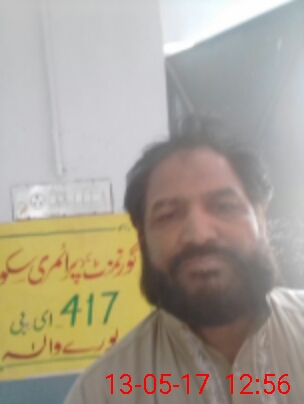 گورنمنٹ پرائمری سکو
417 ای بی
بورے والہ
13-05-17 12:56